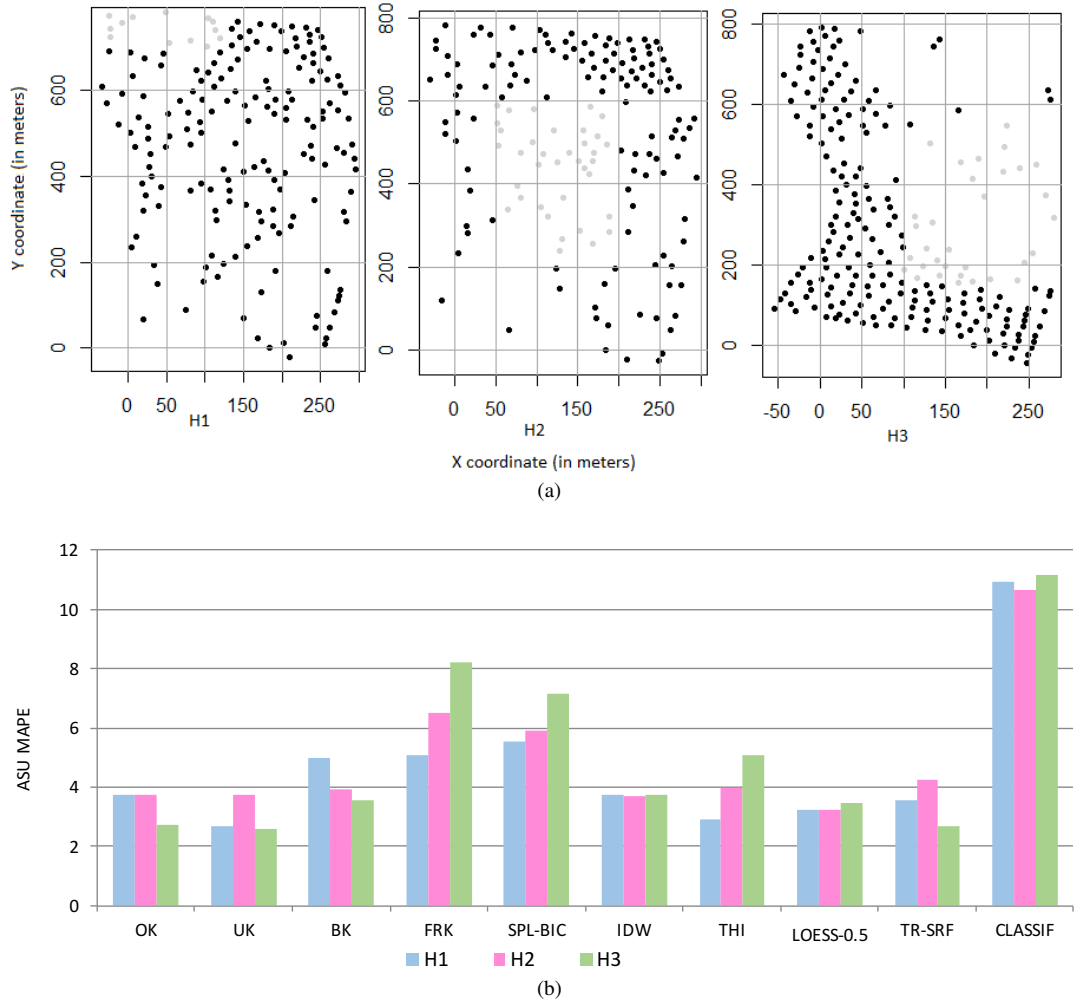 Y coordinate (in meters)
0 200 400 600
0 50 150 250
H1
0 200 400 600 800
0 50 100 150 250
H2
0 200 400 600 800
-50 0 50 150 250
H3
X coordinate (in meters)
(a)
ASU MAPE
12
10
8
6
4
2
0
OK UK BK FRK SPL-BIC IDW THI LOESS-0.5 TR-SRF CLASSIF
H1 H2 H3
(b)